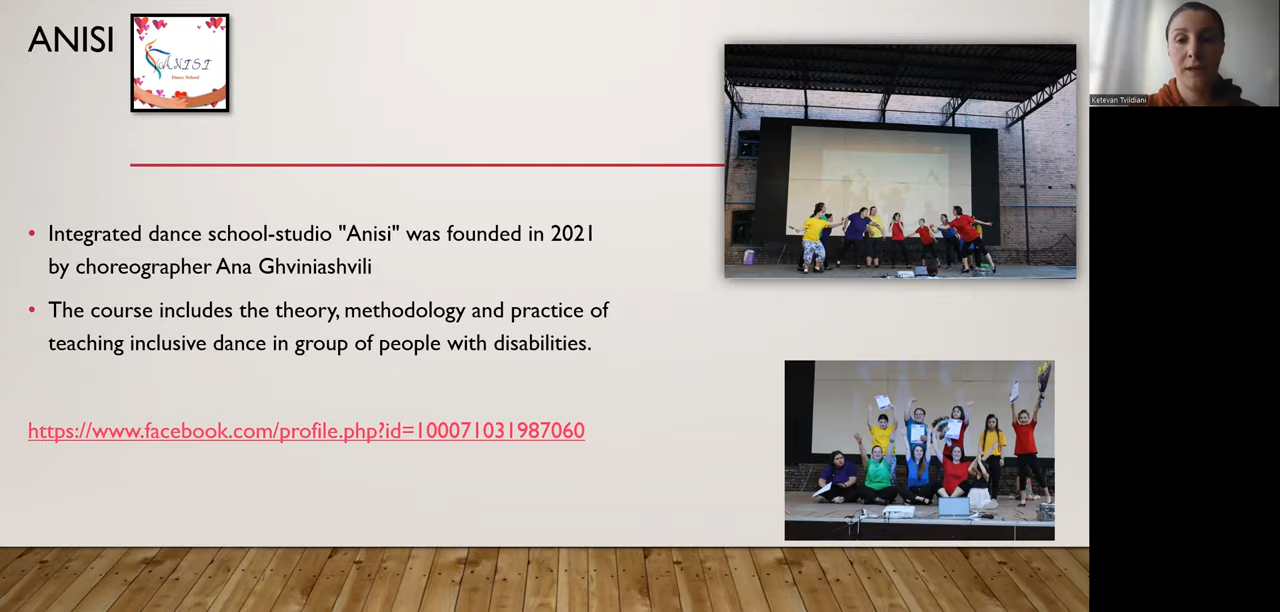 ANISI
ANISI
Dance School
Integrated dance school-studio "Anisi" was founded in 2021
by choreographer Ana Ghviniashvili
The course includes the theory, methodology and practice of
teaching inclusive dance in group of people with disabilities.
https://www.facebook.com/profile.php?id=100071031987060
Ketevan Tvildiani